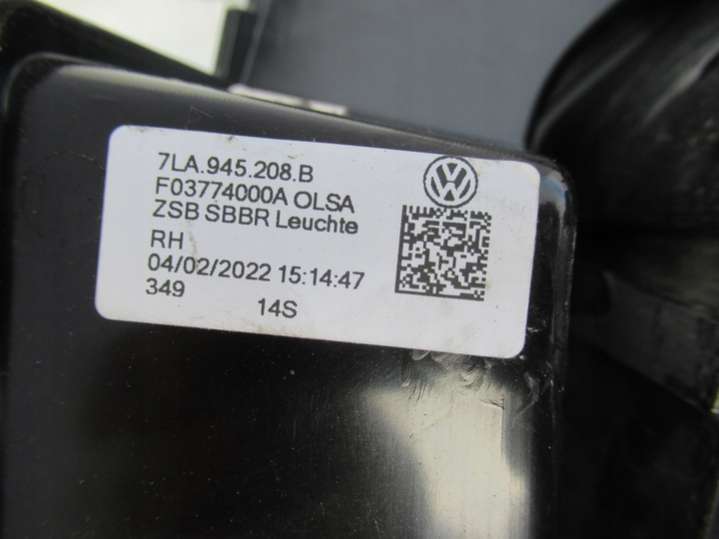 7LA.945.208.B
F03774000A OLSA
ZSB SBBR Leuchte
RH
04/02/2022 15:14:47
349 14S